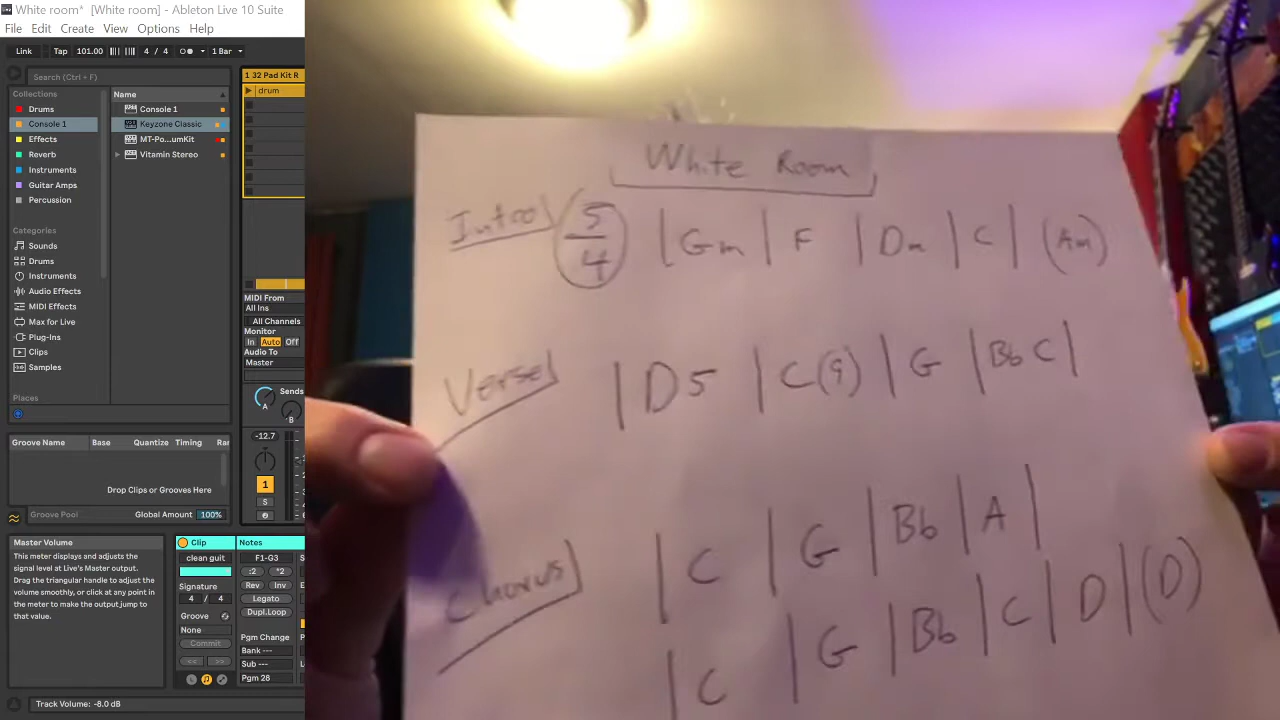 White room* [White room] - Ableton Live 10 Suite
File Edit Create View Options Help
Link Tap 101.00 4 / 4 1 Bar
Search (Ctrl + F)
Collections
Drums
Console 1
Effects
Reverb
Instruments
Guitar Amps
Percussion
Categories
Sounds
Drums
Instruments
Audio Effects
MIDI Effects
Max for Live
Plug-Ins
Clips
Samples
Places
Name
Console 1
Keyzone Classic
MT-Po...umKit
Vitamin Stereo
1 32 Pad Kit R
drum
MIDI From
All Ins
All Channels
Monitor
In Auto Off
Audio To
Master
Sends
A
B
-12.7
1
S
Groove Name Base Quantize Timing Rar
Drop Clips or Grooves Here
Groove Pool Global Amount 100%
Master Volume
This meter displays and adjusts the
signal level at Live's Master output.
Drag the triangular handle to adjust the
volume smoothly, or click at any point in
the meter to make the output jump to
that value.
Clip
clean guit
Signature
4 / 4
Groove
None
Commit
<< >>
Notes
F1-G3
:2 *2
Rev Inv
Legato
Dupl.Loop
Pgm Change
Bank ---
Sub ---
Pgm 28
Track Volume: -8.0 dB
White Room
Intro 5/4 | Gm | F | Dm | C | (Am)
Verse | D5 | C(9) | G | Bb C |
Chorus | C | G | Bb | A |
| C | G | Bb | C | D | (D)